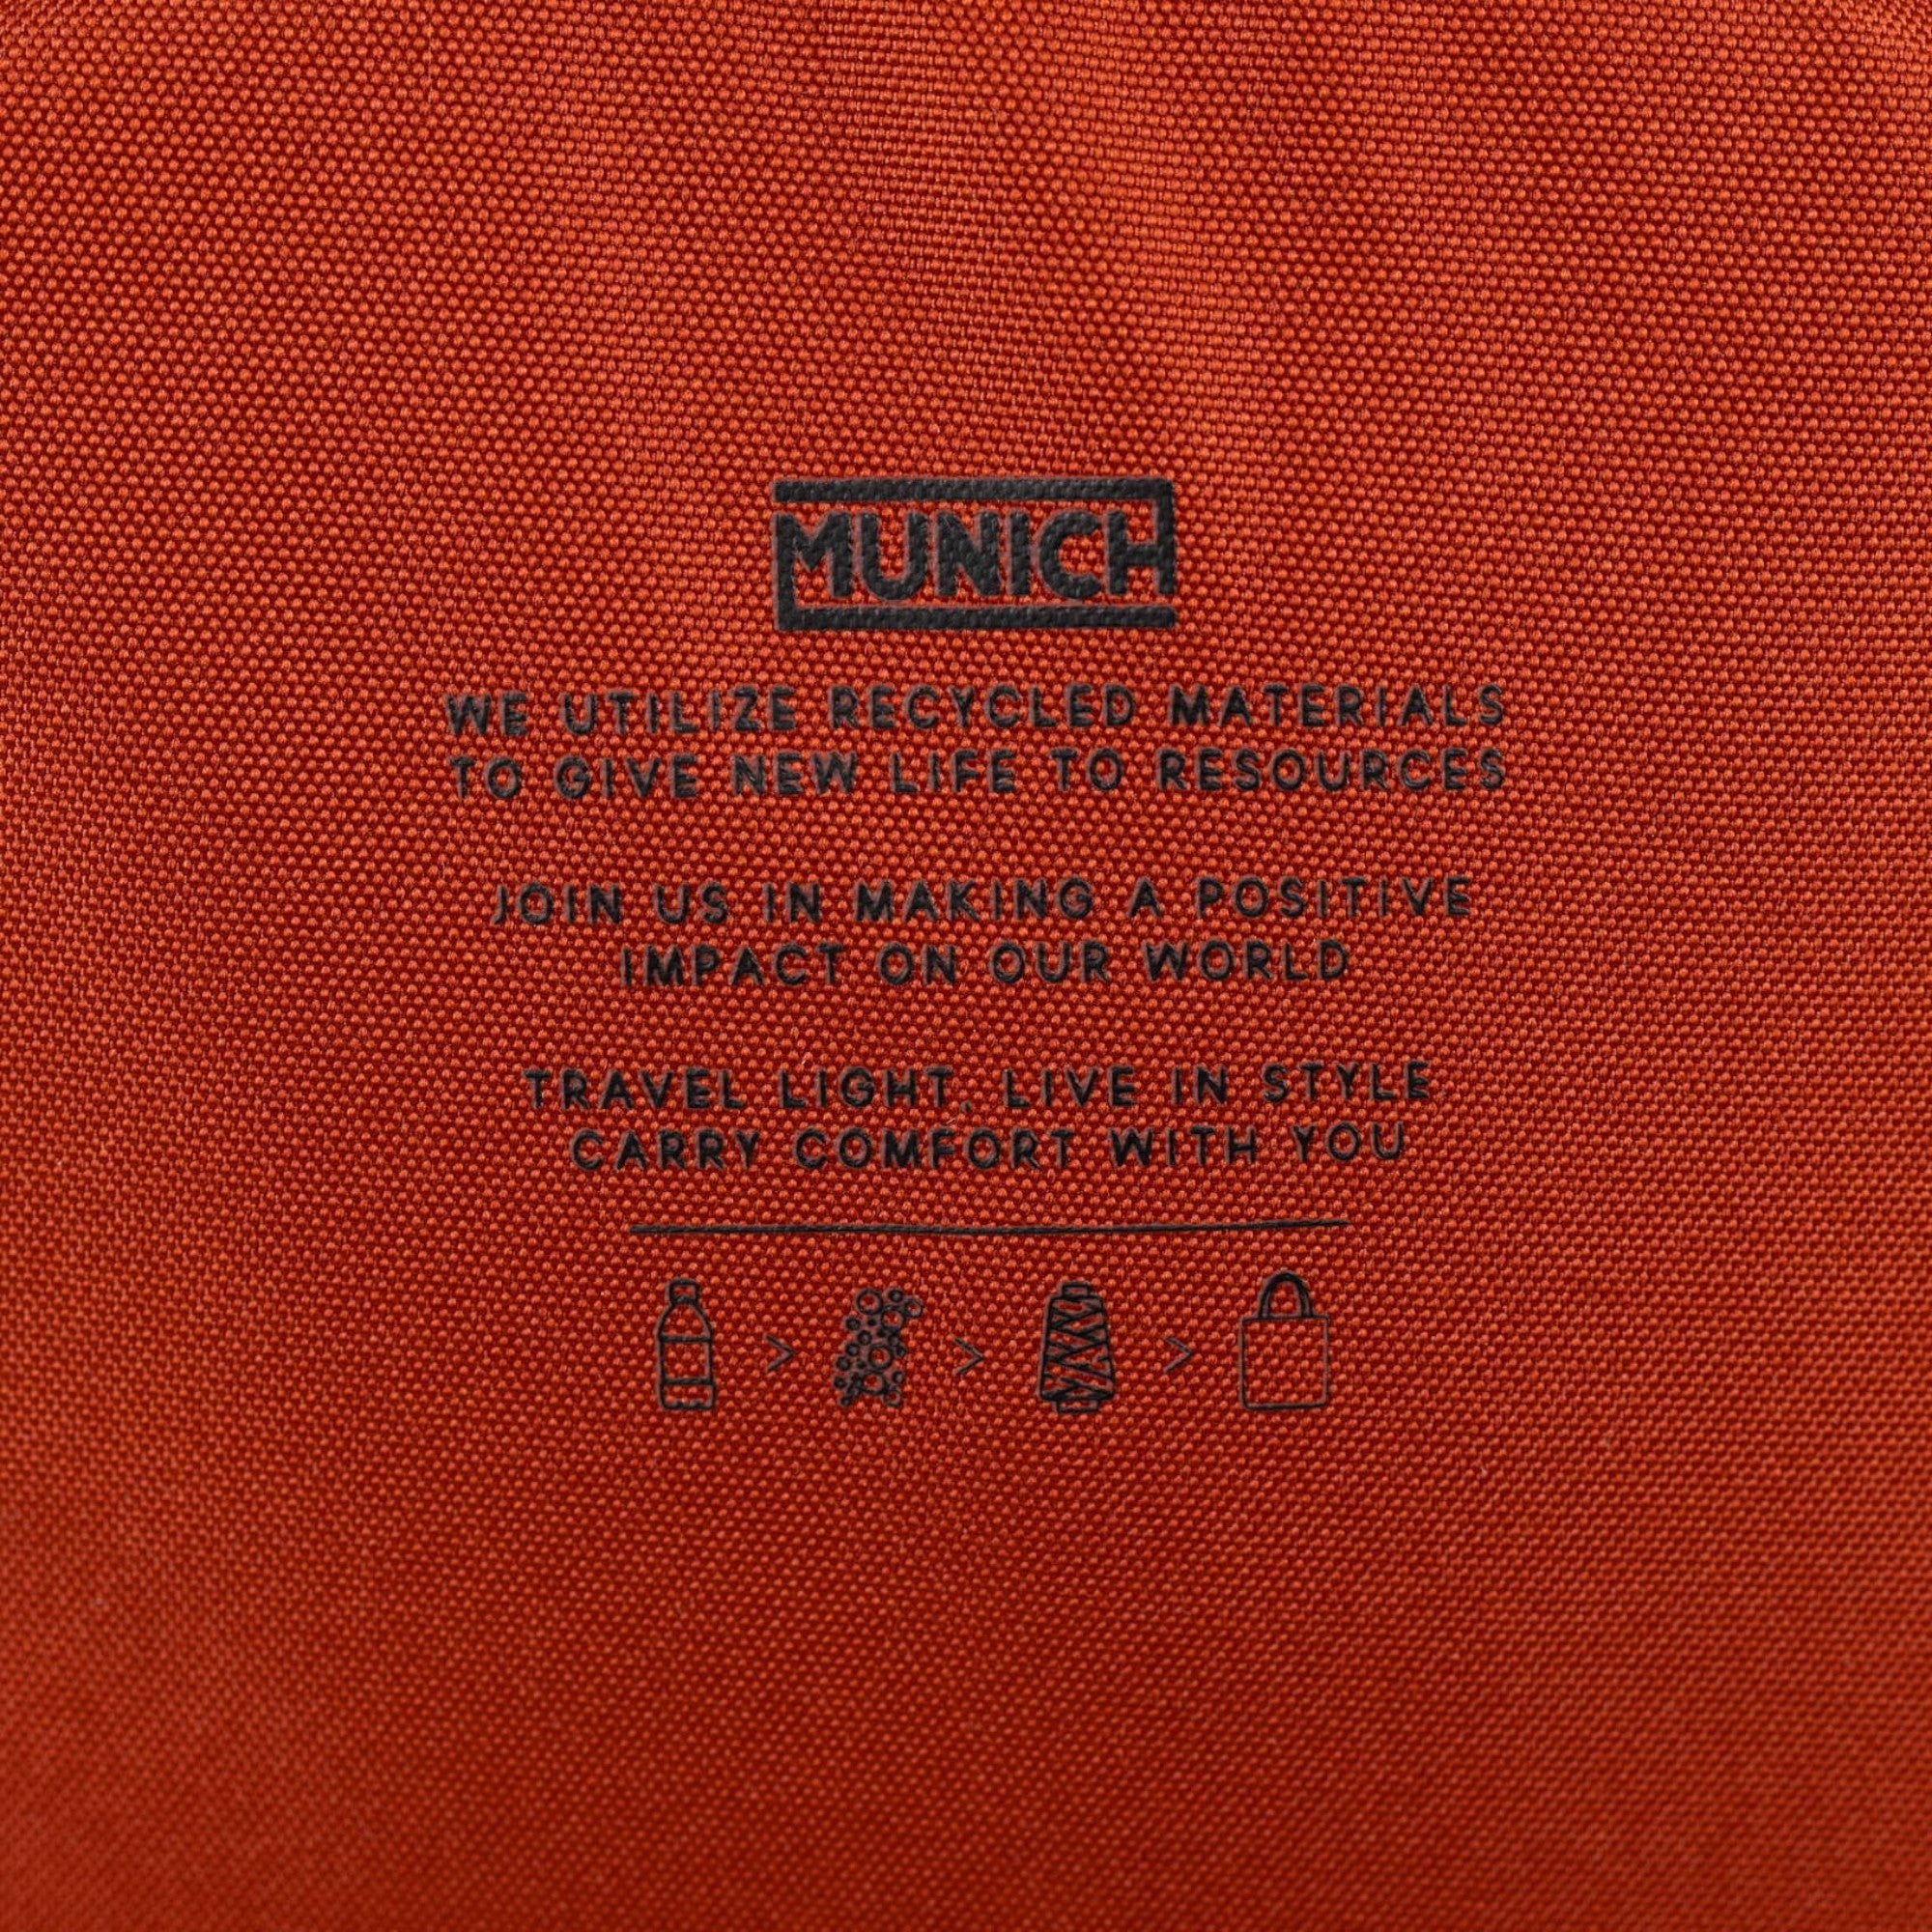 MUNICH
WE UTILIZE RECYCLED MATERIALS
TO GIVE NEW LIFE TO RESOURCES
JOIN US IN MAKING A POSITIVE
IMPACT ON OUR WORLD
TRAVEL LIGHT, LIVE IN STYLE
CARRY COMFORT WITH YOU
> > >